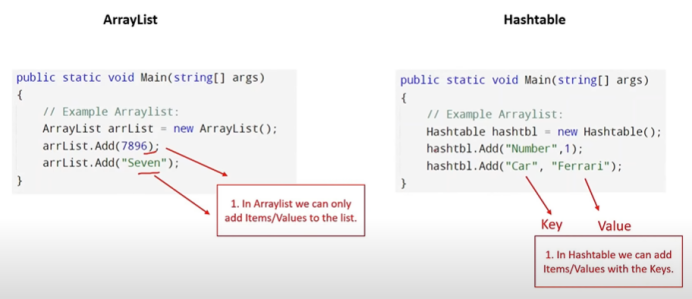 ArrayList
public static void Main(string[] args)
{
// Example Arraylist:
ArrayList arrList = new ArrayList();
arrList.Add(7896);
arrList.Add("Seven");
}
1. In Arraylist we can only
add Items/Values to the list.
Hashtable
public static void Main(string[] args)
{
// Example Arraylist:
Hashtable hashtbl = new Hashtable();
hashtbl.Add("Number",1);
hashtbl.Add("Car", "Ferrari");
}
Key
Value
1. In Hashtable we can add
Items/Values with the Keys.